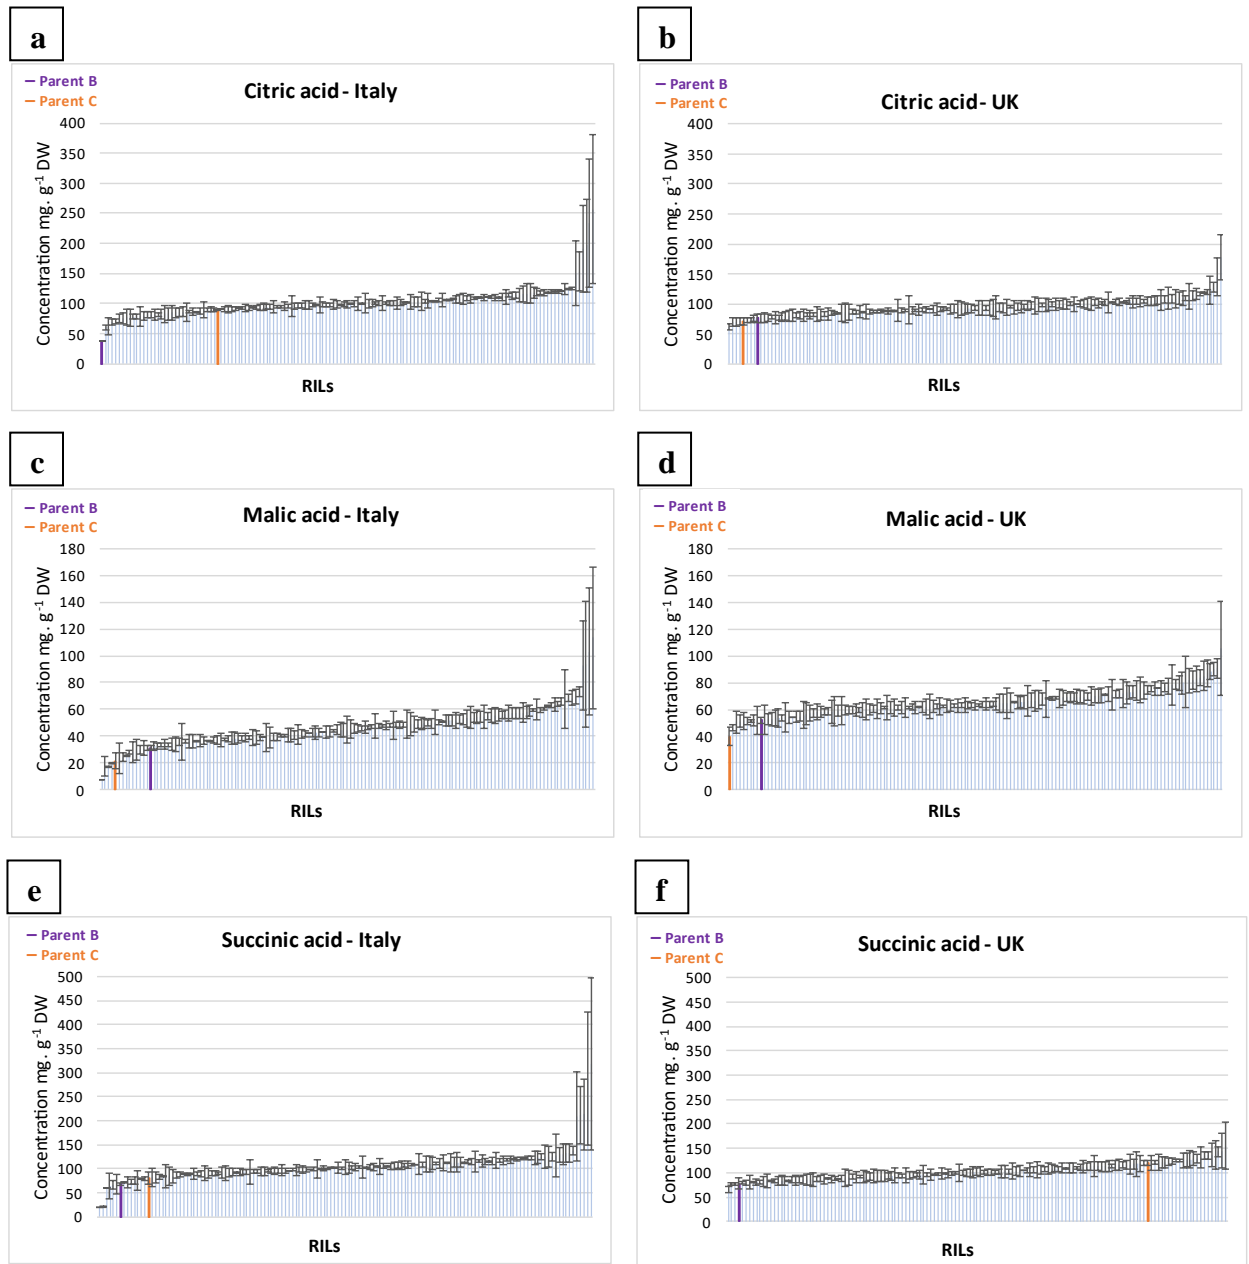 a
Parent B
Parent C
Citric acid - Italy
Concentration mg. g-1 DW
400
350
300
250
200
150
100
50
0
RILs
b
Parent B
Parent C
Citric acid - UK
Concentration mg. g-1 DW
400
350
300
250
200
150
100
50
0
RILs
c
Parent B
Parent C
Malic acid - Italy
Concentration mg. g-1 DW
180
160
140
120
100
80
60
40
20
0
RILs
d
Parent B
Parent C
Malic acid - UK
Concentration mg. g-1 DW
180
160
140
120
100
80
60
40
20
0
RILs
e
Parent B
Parent C
Succinic acid - Italy
Concentration mg. g-1 DW
500
450
400
350
300
250
200
150
100
50
0
RILs
f
Parent B
Parent C
Succinic acid - UK
Concentration mg. g-1 DW
500
450
400
350
300
250
200
150
100
50
0
RILs